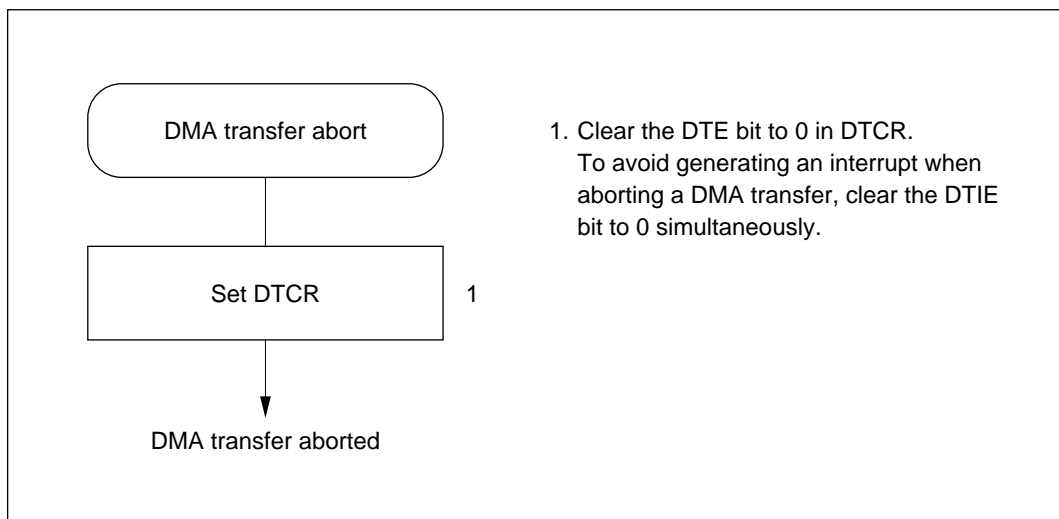 DMA transfer abort
Set DTCR
1
DMA transfer aborted
1. Clear the DTE bit to 0 in DTCR.
To avoid generating an interrupt when
aborting a DMA transfer, clear the DTIE
bit to 0 simultaneously.